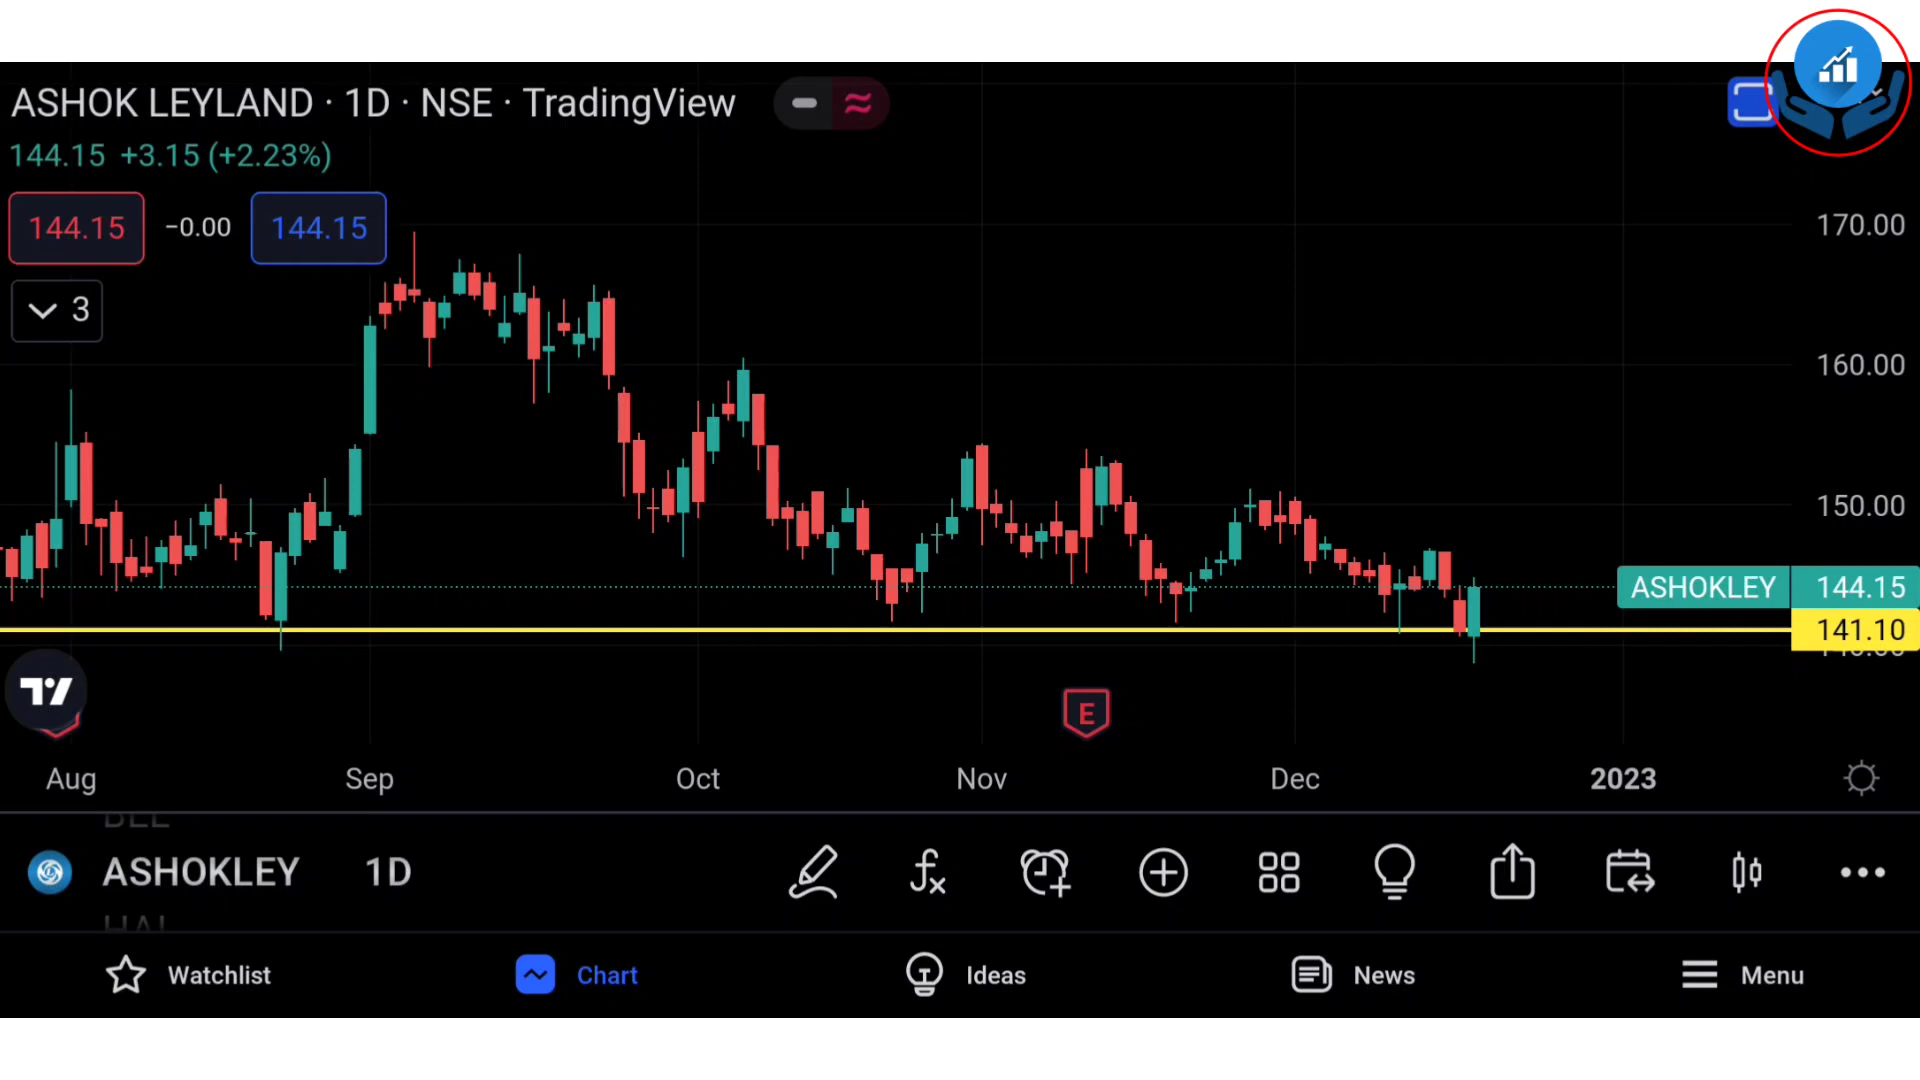 ASHOK LEYLAND · 1D · NSE · TradingView
144.15 +3.15 (+2.23%)
144.15 −0.00 144.15
3
170.00
160.00
150.00
ASHOKLEY 144.15
141.10
E
Aug Sep Oct Nov Dec 2023
ASHOKLEY 1D
Watchlist Chart Ideas News Menu